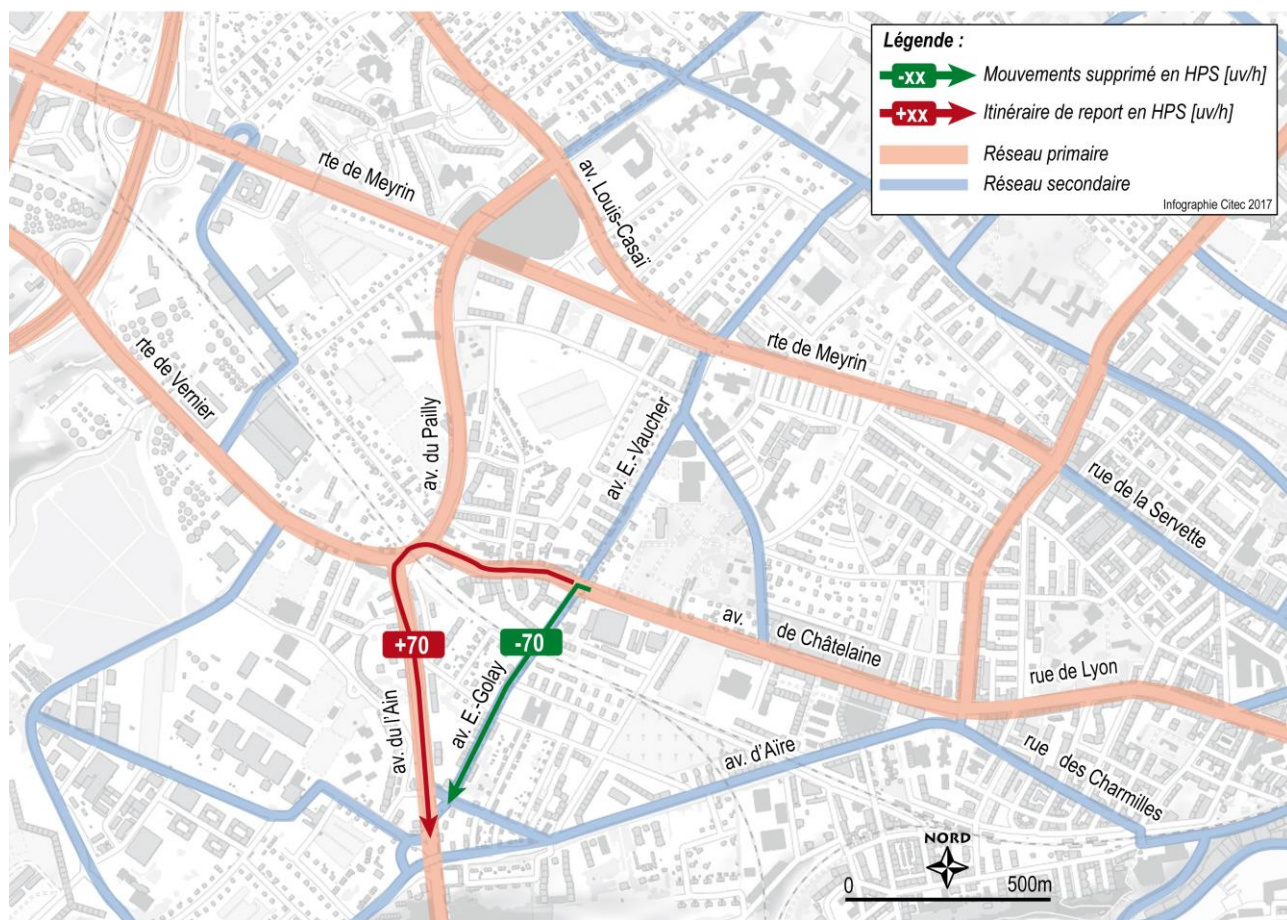 Légende :
-xx Mouvements supprimé en HPS [uv/h]
+xx Itinéraire de report en HPS [uv/h]
Réseau primaire
Réseau secondaire
Infographie Citec 2017
rte de Meyrin
av. Louis-Casaï
rte de Vernier
av. du Pailly
av. E.-Vaucher
rte de Meyrin
rue de la Servette
+70
-70
av. de Châtelaine
rue de Lyon
av. du l'Ain
av. E.-Golay
av. d'Aïre
rue des Charmilles
NORD
0 500m